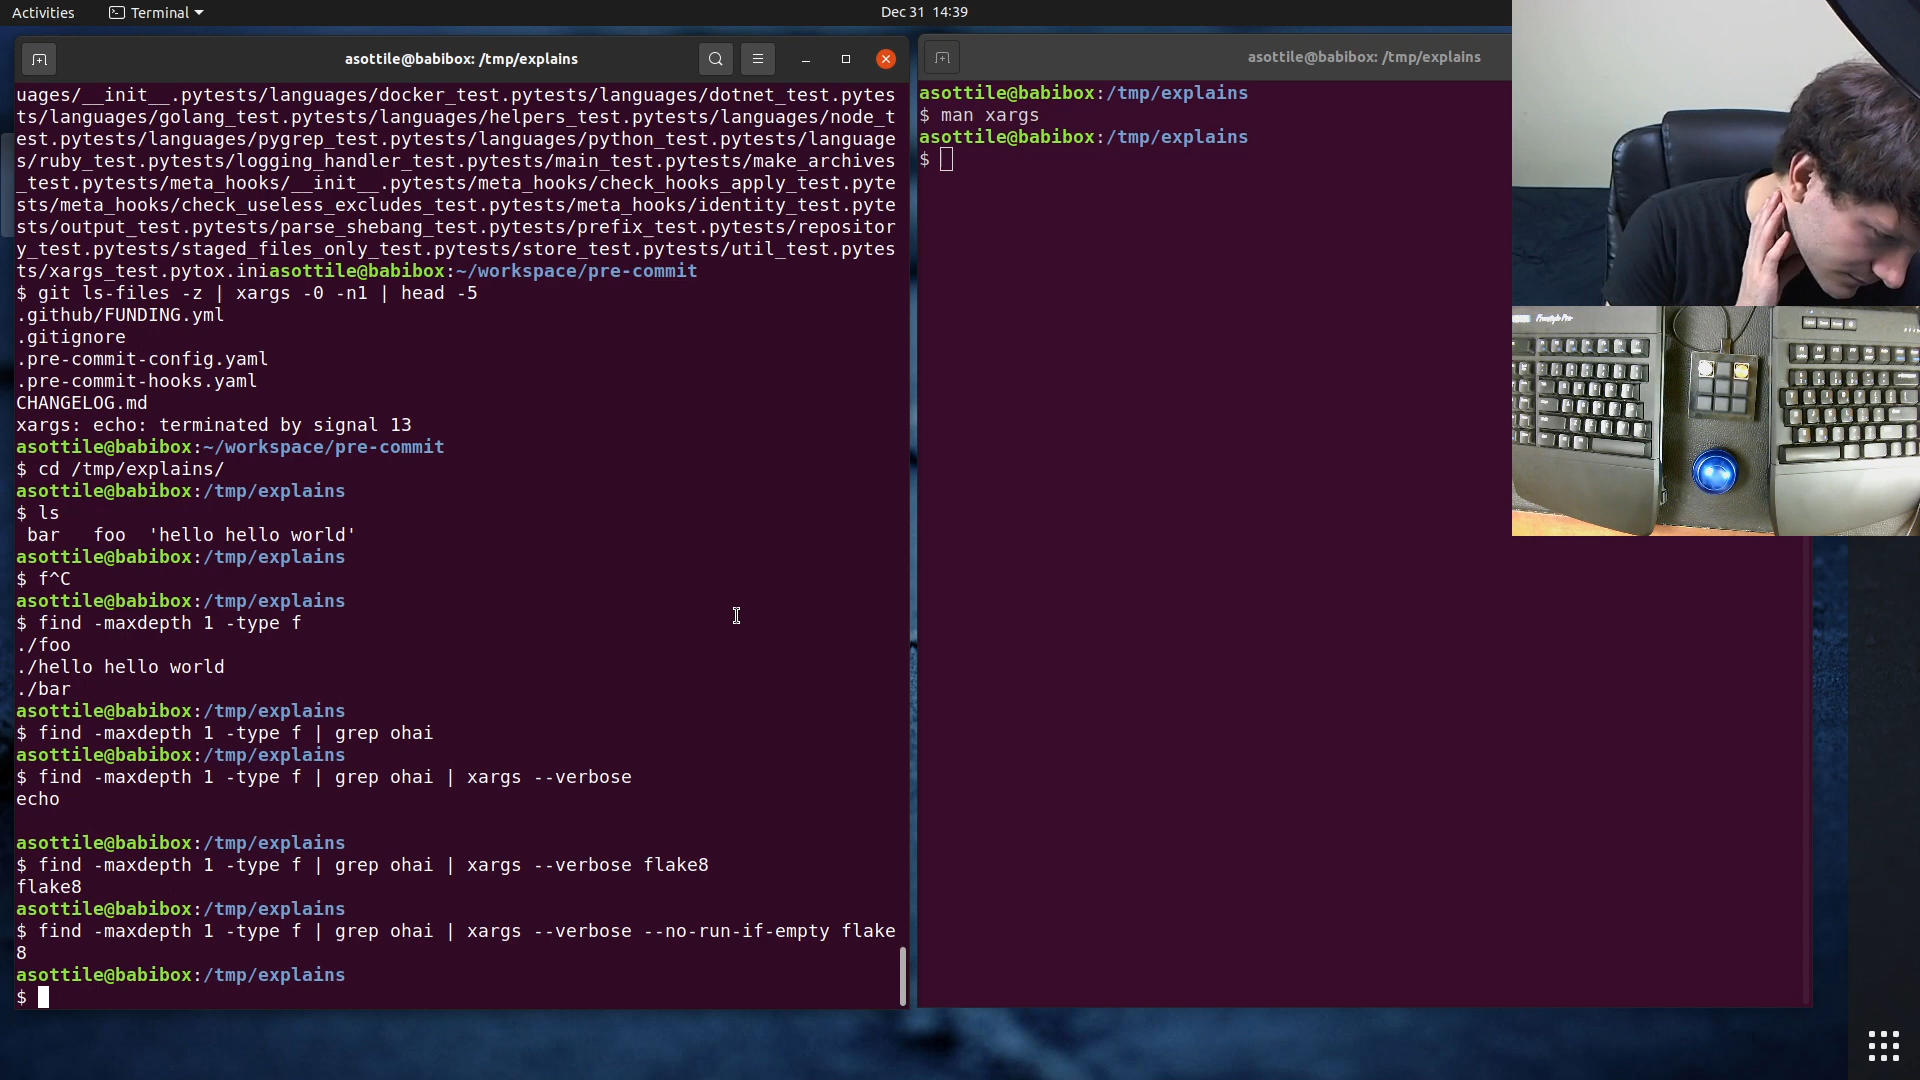 Activities
Terminal
Dec 31 14:39
asottile@babibox: /tmp/explains
uages/__init__.pytests/languages/docker_test.pytests/languages/dotnet_test.pytes
ts/languages/golang_test.pytests/languages/helpers_test.pytests/languages/node_t
est.pytests/languages/pygrep_test.pytests/languages/python_test.pytests/language
s/ruby_test.pytests/logging_handler_test.pytests/main_test.pytests/make_archives
_test.pytests/meta_hooks/__init__.pytests/meta_hooks/check_hooks_apply_test.pyte
sts/meta_hooks/check_useless_excludes_test.pytests/meta_hooks/identity_test.pyte
sts/output_test.pytests/parse_shebang_test.pytests/prefix_test.pytests/repositor
y_test.pytests/staged_files_only_test.pytests/store_test.pytests/util_test.pytes
ts/xargs_test.pytox.iniasottile@babibox:~/workspace/pre-commit
$ git ls-files -z | xargs -0 -n1 | head -5
.github/FUNDING.yml
.gitignore
.pre-commit-config.yaml
.pre-commit-hooks.yaml
CHANGELOG.md
xargs: echo: terminated by signal 13
asottile@babibox:~/workspace/pre-commit
$ cd /tmp/explains/
asottile@babibox:/tmp/explains
$ ls
bar   foo  'hello hello world'
asottile@babibox:/tmp/explains
$ f^C
asottile@babibox:/tmp/explains
$ find -maxdepth 1 -type f
./foo
./hello hello world
./bar
asottile@babibox:/tmp/explains
$ find -maxdepth 1 -type f | grep ohai
asottile@babibox:/tmp/explains
$ find -maxdepth 1 -type f | grep ohai | xargs --verbose
echo
asottile@babibox:/tmp/explains
$ find -maxdepth 1 -type f | grep ohai | xargs --verbose flake8
flake8
asottile@babibox:/tmp/explains
$ find -maxdepth 1 -type f | grep ohai | xargs --verbose --no-run-if-empty flake
8
asottile@babibox:/tmp/explains
$
asottile@babibox: /tmp/explains
asottile@babibox:/tmp/explains
$ man xargs
asottile@babibox:/tmp/explains
$
Freestyle Pro